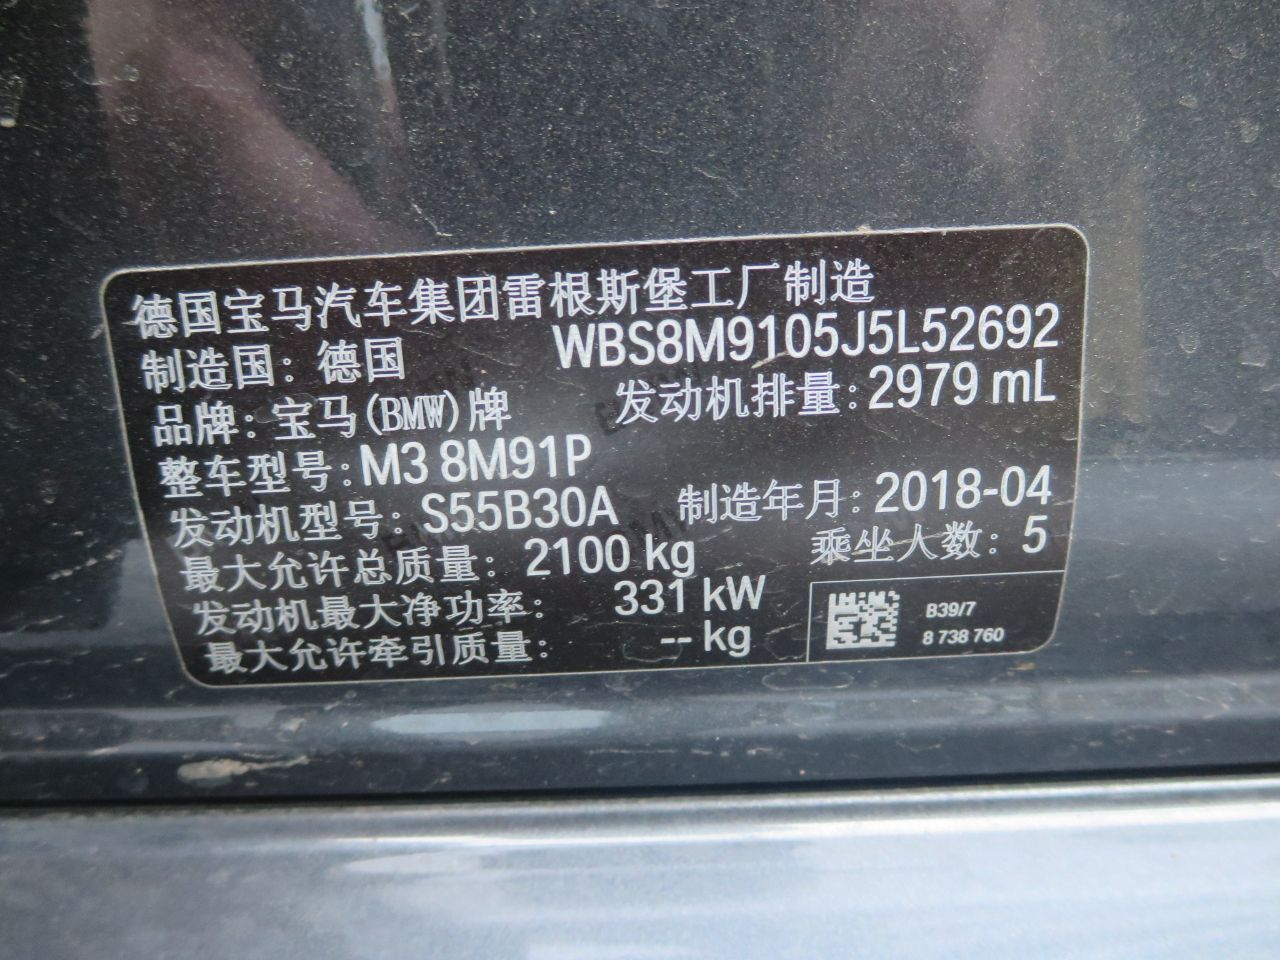 德国宝马汽车集团雷根斯堡工厂制造
制造国：德国 WBS8M9105J5L52692
品牌：宝马(BMW)牌 发动机排量：2979 mL
整车型号：M3 8M91P
发动机型号：S55B30A 制造年月：2018-04
最大允许总质量：2100 kg 乘坐人数：5
发动机最大净功率：331 kW
最大允许牵引质量：-- kg
B39/7
8 738 760